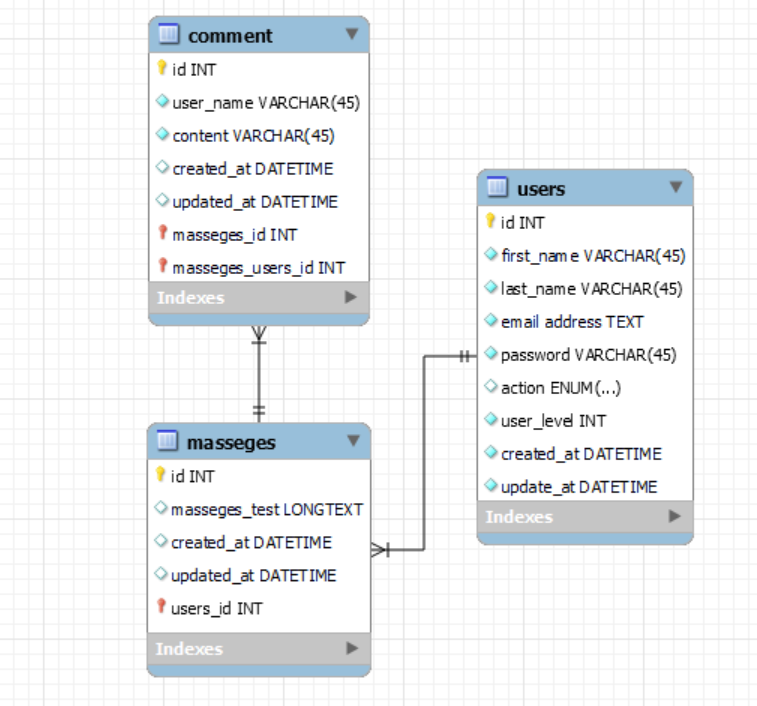 comment
id INT
user_name VARCHAR(45)
content VARCHAR(45)
created_at DATETIME
updated_at DATETIME
masseges_id INT
masseges_users_id INT
Indexes
users
id INT
first_name VARCHAR(45)
last_name VARCHAR(45)
email address TEXT
password VARCHAR(45)
action ENUM(...)
user_level INT
created_at DATETIME
update_at DATETIME
Indexes
masseges
id INT
masseges_test LONGTEXT
created_at DATETIME
updated_at DATETIME
users_id INT
Indexes